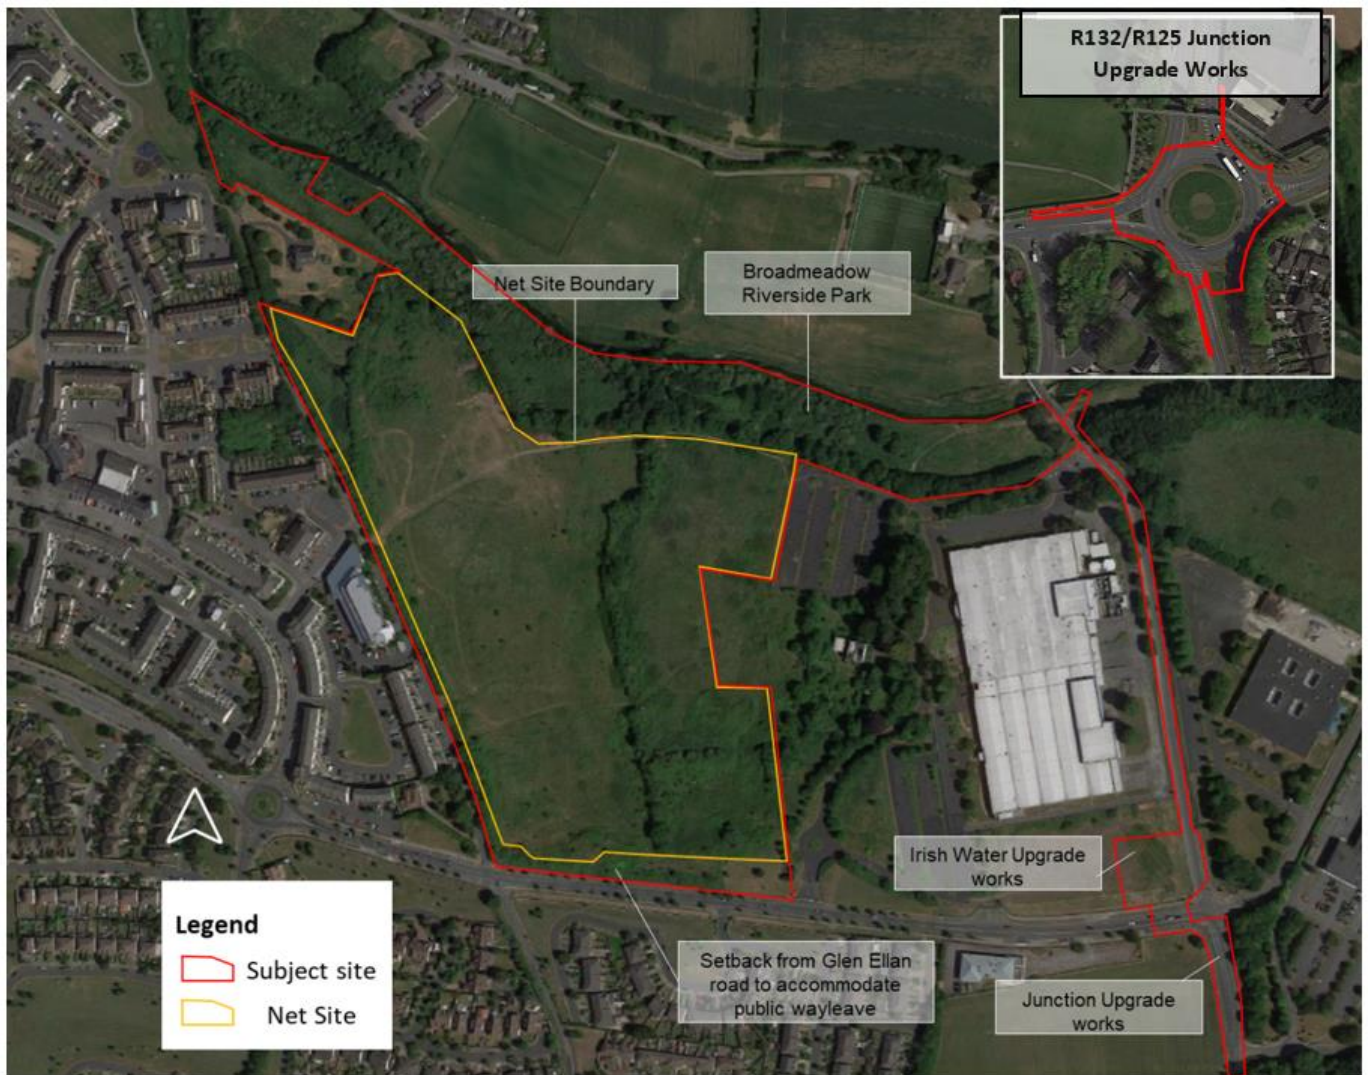 R132/R125 Junction
Upgrade Works
Net Site Boundary
Broadmeadow
Riverside Park
Irish Water Upgrade
works
Setback from Glen Ellan
road to accommodate
public wayleave
Junction Upgrade
works
Legend
Subject site
Net Site